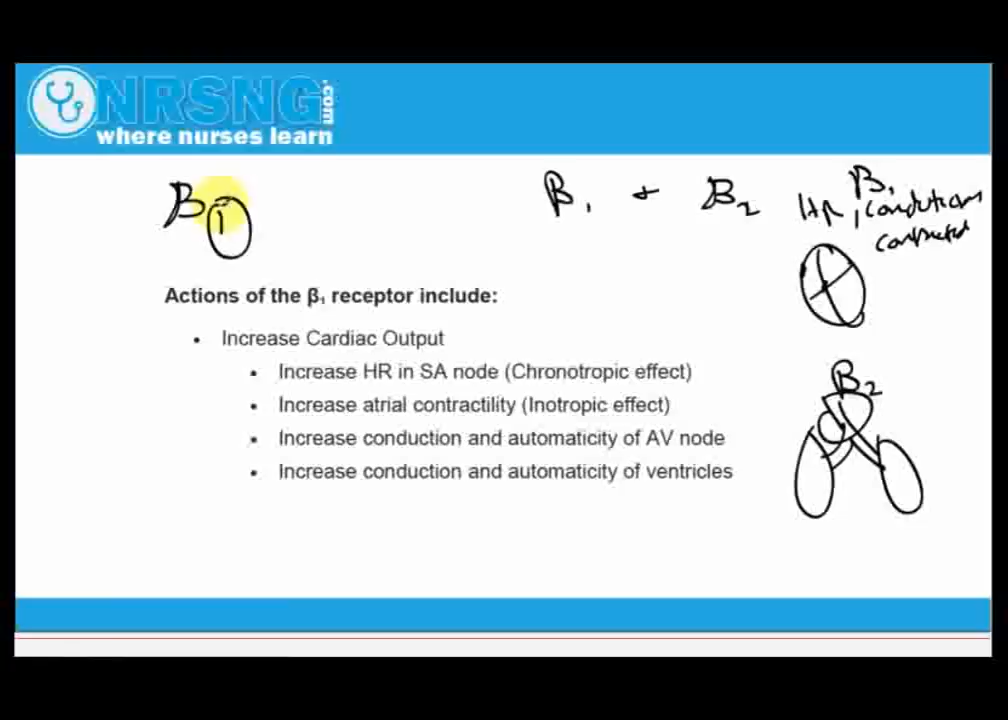 NRSNG.com
where nurses learn
β1
β1 + β2
β1
HR, conduction
Actions of the β₁ receptor include:
• Increase Cardiac Output
• Increase HR in SA node (Chronotropic effect)
• Increase atrial contractility (Inotropic effect)
• Increase conduction and automaticity of AV node
• Increase conduction and automaticity of ventricles
B2